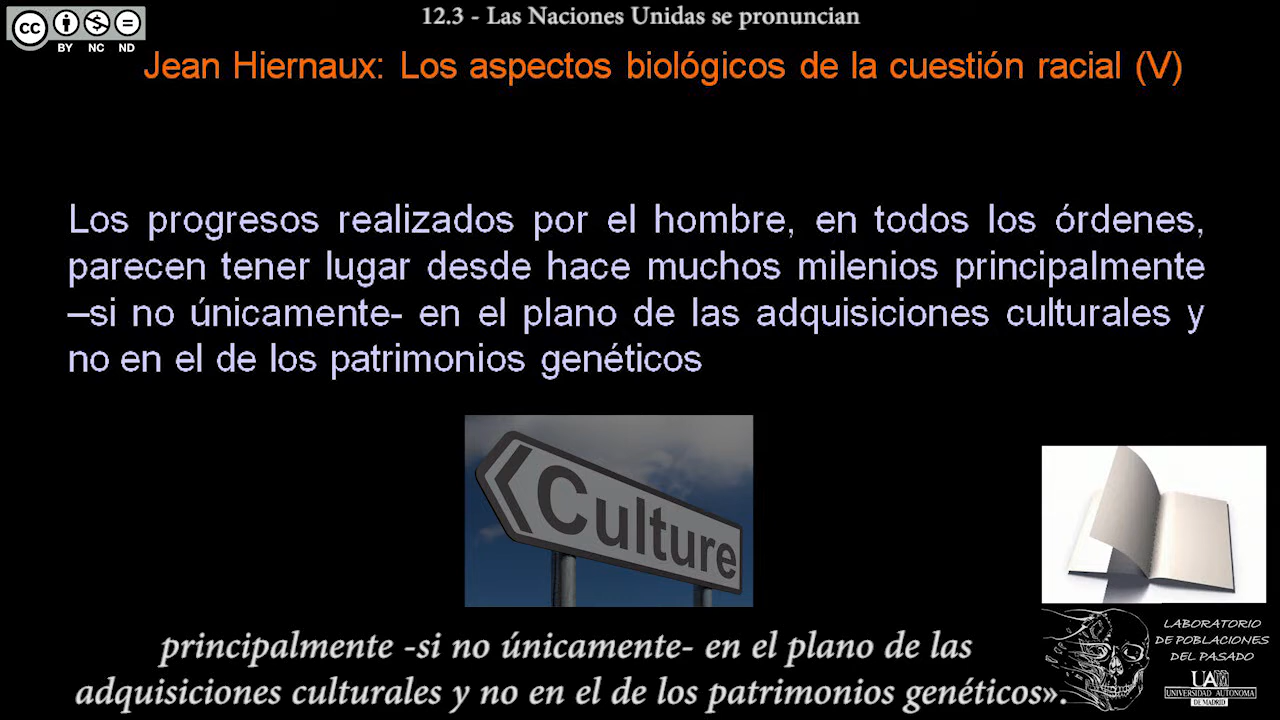 12.3 - Las Naciones Unidas se pronuncian
cc
BY NC ND
Jean Hiernaux: Los aspectos biológicos de la cuestión racial (V)
Los progresos realizados por el hombre, en todos los órdenes,
parecen tener lugar desde hace muchos milenios principalmente
–si no únicamente- en el plano de las adquisiciones culturales y
no en el de los patrimonios genéticos
Culture
principalmente -si no únicamente- en el plano de las
adquisiciones culturales y no en el de los patrimonios genéticos».
LABORATORIO
DE POBLACIONES
DEL PASADO
UAM
UNIVERSIDAD AUTONOMA
DE MADRID